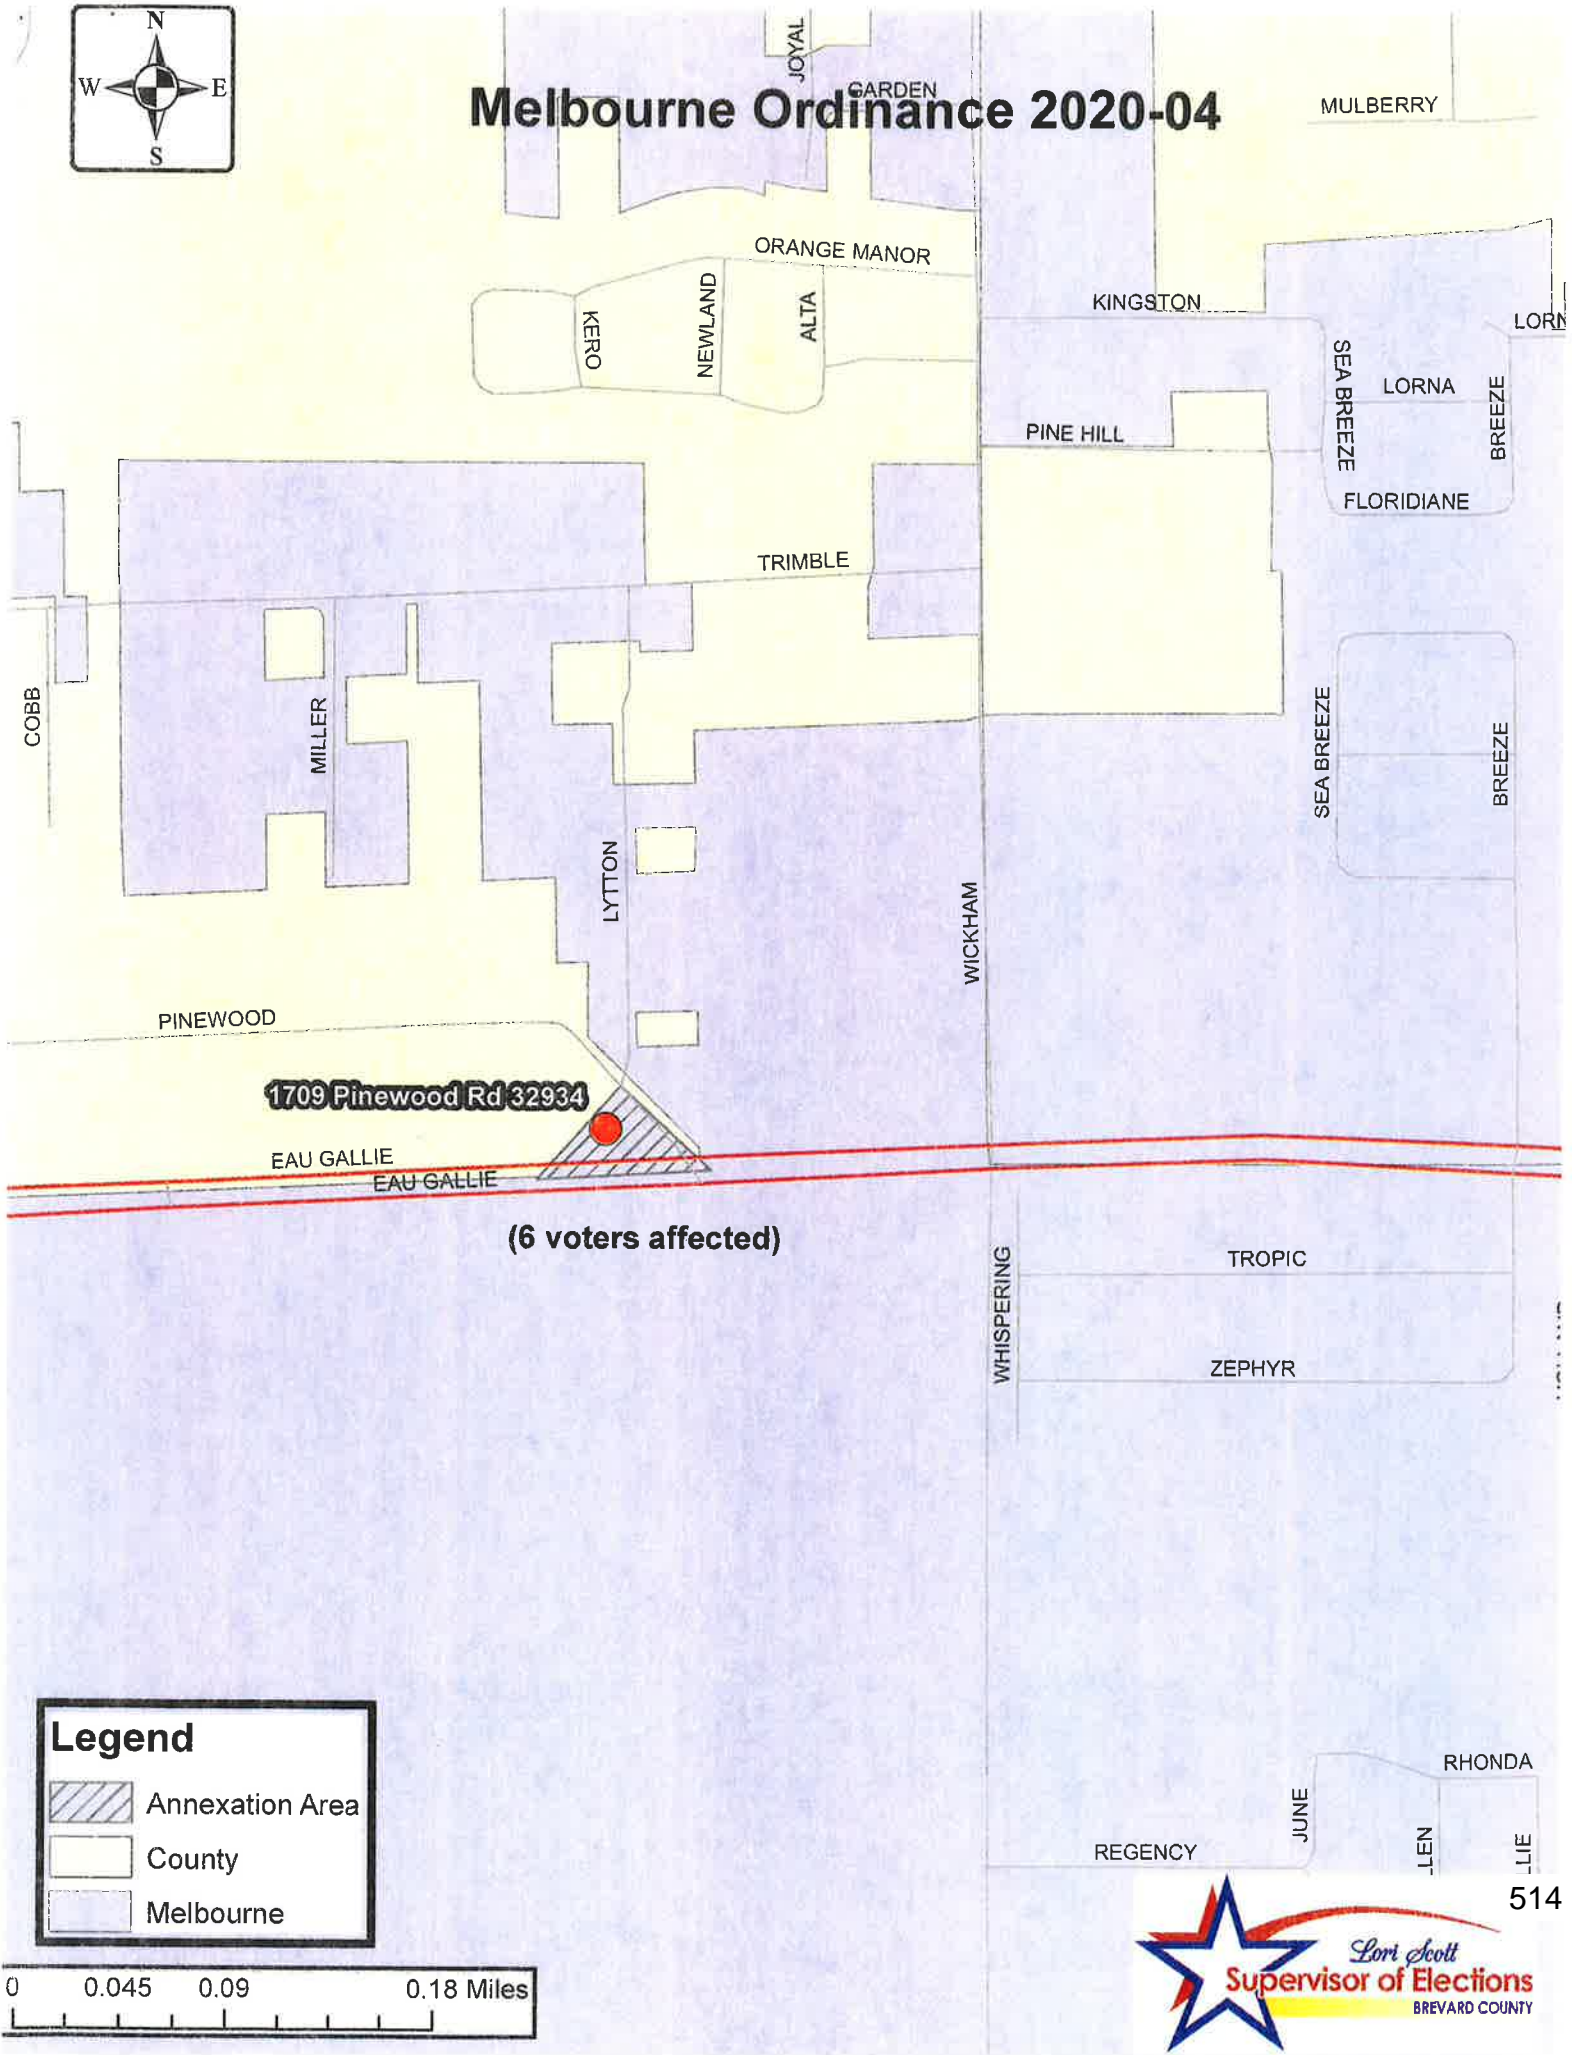 N
W E
S
JOYAL
GARDEN
Melbourne Ordinance 2020-04
MULBERRY
ORANGE MANOR
KERO
NEWLAND
ALTA
KINGSTON
LORN
SEA BREEZE
LORNA
BREEZE
PINE HILL
FLORIDIANE
TRIMBLE
COBB
MILLER
SEA BREEZE
BREEZE
LYTTON
WICKHAM
PINEWOOD
1709 Pinewood Rd 32934
EAU GALLIE
EAU GALLIE
(6 voters affected)
WHISPERING
TROPIC
ZEPHYR
Legend
Annexation Area
County
Melbourne
RHONDA
JUNE
REGENCY
LEN
LLIE
514
0 0.045 0.09 0.18 Miles
Lori Scott
Supervisor of Elections
BREVARD COUNTY